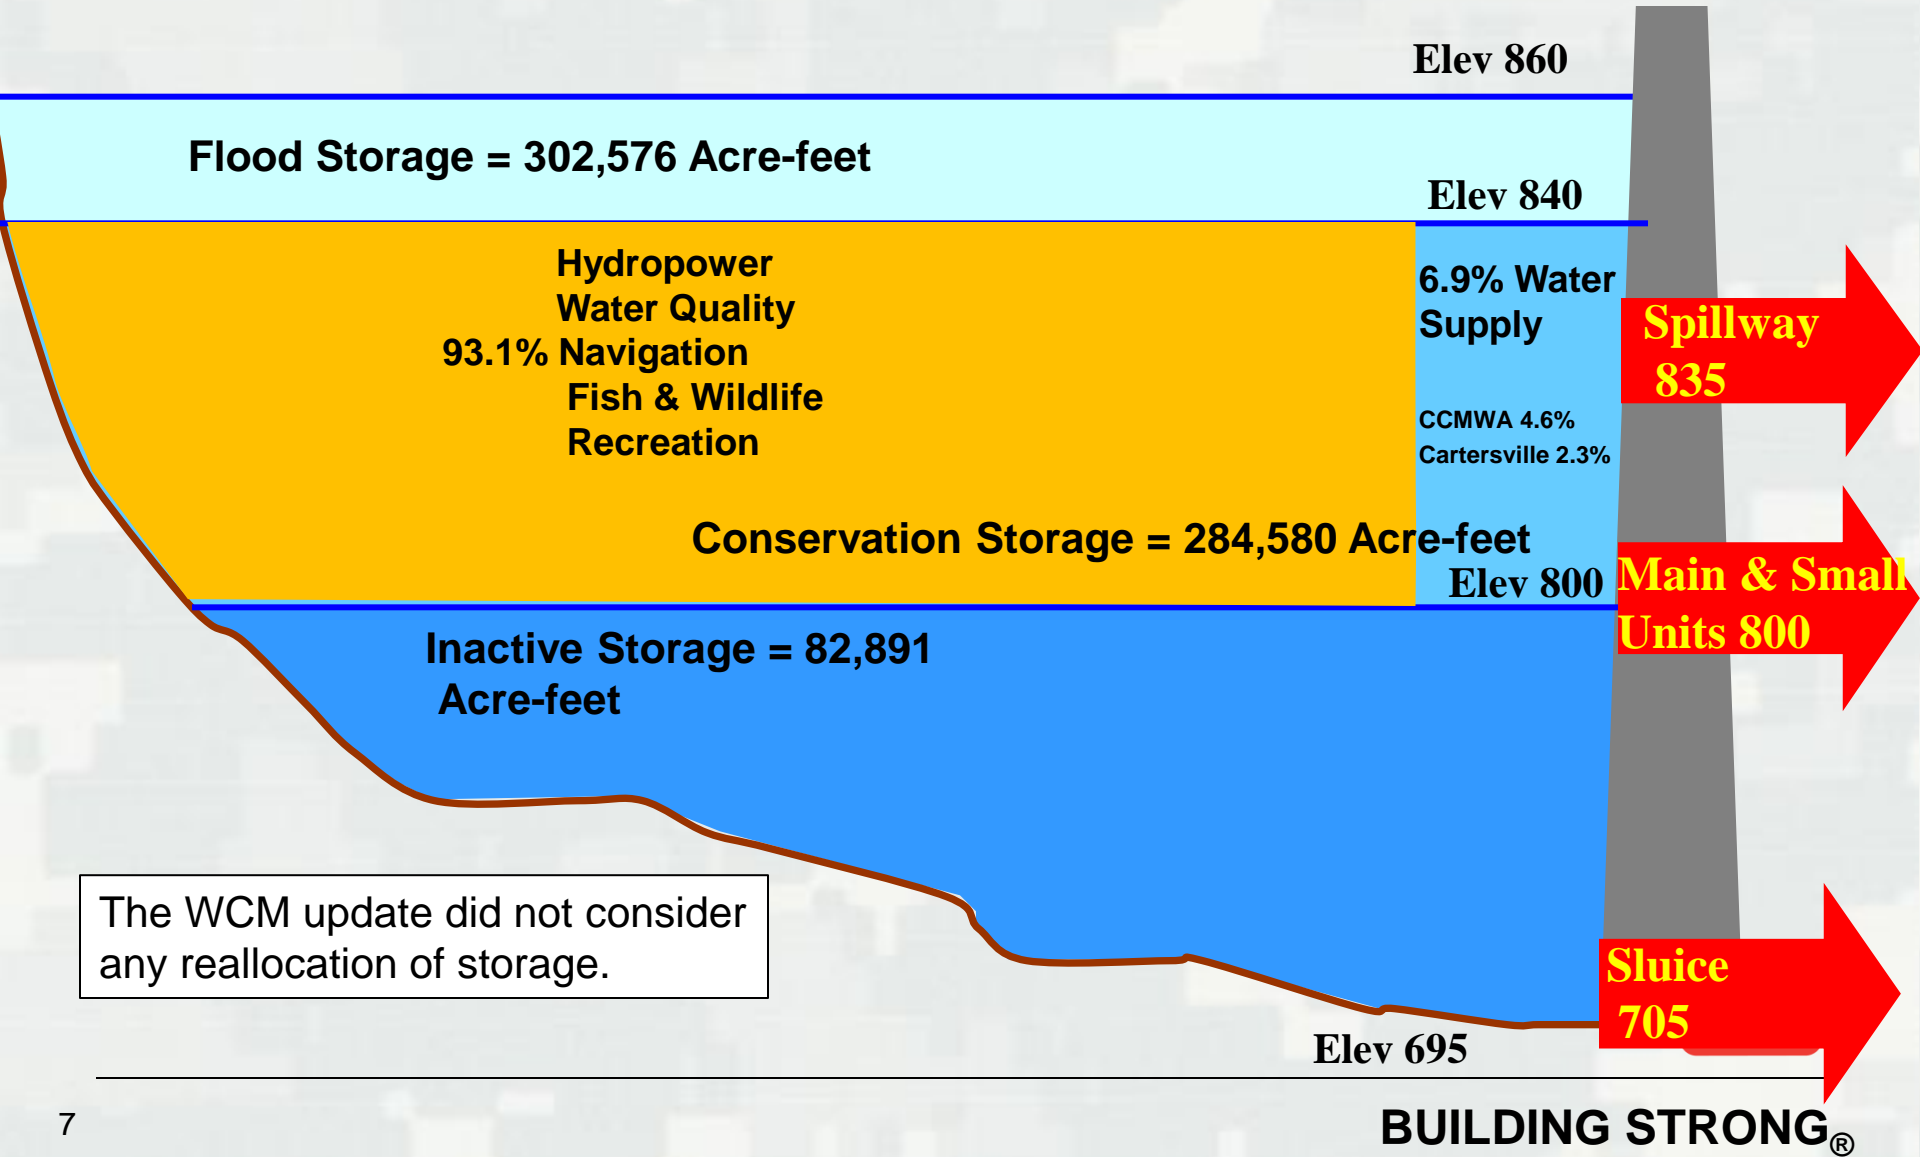 Elev 860
Flood Storage = 302,576 Acre-feet
Elev 840
Hydropower
Water Quality
93.1% Navigation
Fish & Wildlife
Recreation
6.9% Water
Supply
CCMWA 4.6%
Cartersville 2.3%
Spillway
835
Conservation Storage = 284,580 Acre-feet
Elev 800
Main & Small
Units 800
Inactive Storage = 82,891
Acre-feet
The WCM update did not consider
any reallocation of storage.
Sluice
705
Elev 695
7
BUILDING STRONG®